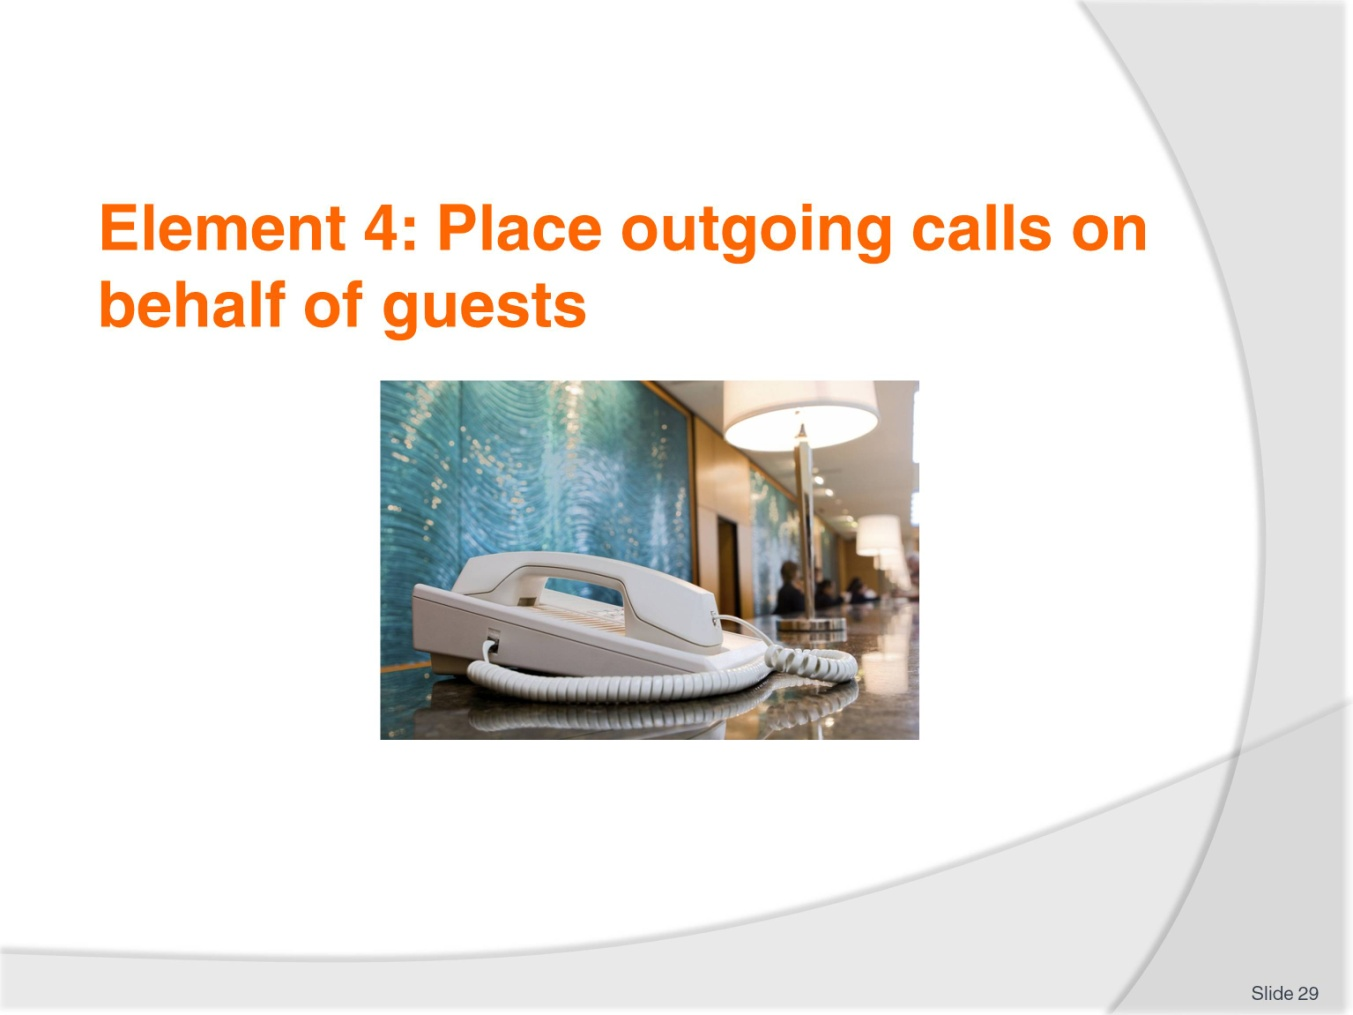 Element 4: Place outgoing calls on
behalf of guests
Slide 29